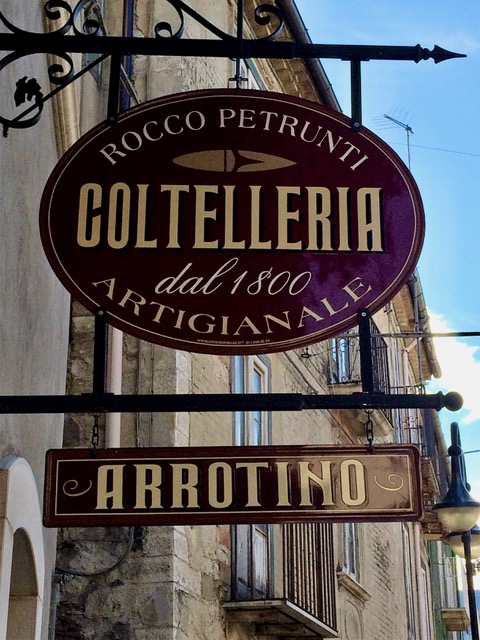 ROCCO PETRUNTI
COLTELLERIA
dal 1800
ARTIGIANALE
ARROTINO